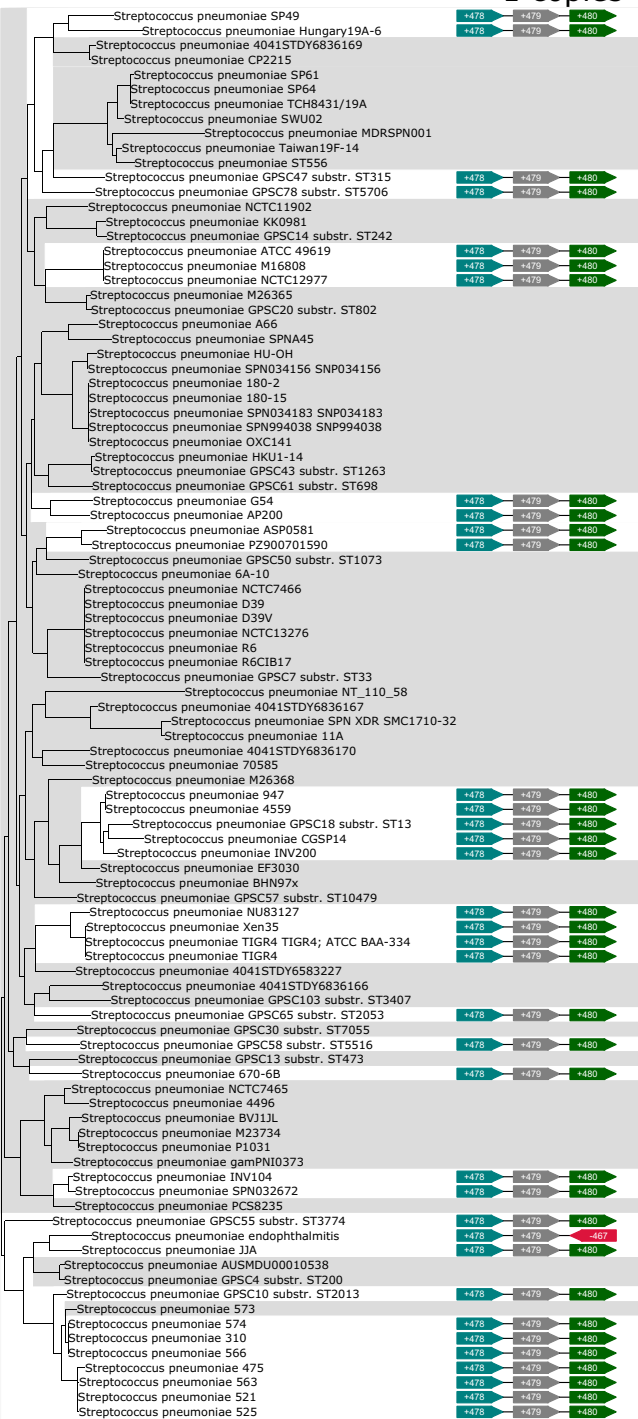 Streptococcus pneumoniae SP49 +478 +479 +480
Streptococcus pneumoniae Hungary19A-6 +478 +479 +480
Streptococcus pneumoniae 4041STDY6836169
Streptococcus pneumoniae CP2215
Streptococcus pneumoniae SP61
Streptococcus pneumoniae SP64
Streptococcus pneumoniae TCH8431/19A
Streptococcus pneumoniae SWU02
Streptococcus pneumoniae MDRSPN001
Streptococcus pneumoniae Taiwan19F-14
Streptococcus pneumoniae ST556
Streptococcus pneumoniae GPSC47 substr. ST315 +478 +479 +480
Streptococcus pneumoniae GPSC78 substr. ST5706 +478 +479 +480
Streptococcus pneumoniae NCTC11902
Streptococcus pneumoniae KK0981
Streptococcus pneumoniae GPSC14 substr. ST242
Streptococcus pneumoniae ATCC 49619 +478 +479 +480
Streptococcus pneumoniae M16808 +478 +479 +480
Streptococcus pneumoniae NCTC12977 +478 +479 +480
Streptococcus pneumoniae M26365
Streptococcus pneumoniae GPSC20 substr. ST802
Streptococcus pneumoniae A66
Streptococcus pneumoniae SPNA45
Streptococcus pneumoniae HU-OH
Streptococcus pneumoniae SPN034156 SNP034156
Streptococcus pneumoniae 180-2
Streptococcus pneumoniae 180-15
Streptococcus pneumoniae SPN034183 SNP034183
Streptococcus pneumoniae SPN994038 SNP994038
Streptococcus pneumoniae OXC141
Streptococcus pneumoniae HKU1-14
Streptococcus pneumoniae GPSC43 substr. ST1263
Streptococcus pneumoniae GPSC61 substr. ST698
Streptococcus pneumoniae G54 +478 +479 +480
Streptococcus pneumoniae AP200 +478 +479 +480
Streptococcus pneumoniae ASP0581 +478 +479 +480
Streptococcus pneumoniae PZ900701590 +478 +479 +480
Streptococcus pneumoniae GPSC50 substr. ST1073
Streptococcus pneumoniae 6A-10
Streptococcus pneumoniae NCTC7466
Streptococcus pneumoniae D39
Streptococcus pneumoniae D39V
Streptococcus pneumoniae NCTC13276
Streptococcus pneumoniae R6
Streptococcus pneumoniae R6CIB17
Streptococcus pneumoniae GPSC7 substr. ST33
Streptococcus pneumoniae NT_110_58
Streptococcus pneumoniae 4041STDY6836167
Streptococcus pneumoniae SPN XDR SMC1710-32
Streptococcus pneumoniae 11A
Streptococcus pneumoniae 4041STDY6836170
Streptococcus pneumoniae 70585
Streptococcus pneumoniae M26368
Streptococcus pneumoniae 947 +478 +479 +480
Streptococcus pneumoniae 4559 +478 +479 +480
Streptococcus pneumoniae GPSC18 substr. ST13 +478 +479 +480
Streptococcus pneumoniae CGSP14 +478 +479 +480
Streptococcus pneumoniae INV200 +478 +479 +480
Streptococcus pneumoniae EF3030
Streptococcus pneumoniae BHN97x
Streptococcus pneumoniae GPSC57 substr. ST10479
Streptococcus pneumoniae NU83127 +478 +479 +480
Streptococcus pneumoniae Xen35 +478 +479 +480
Streptococcus pneumoniae TIGR4 TIGR4; ATCC BAA-334 +478 +479 +480
Streptococcus pneumoniae TIGR4 +478 +479 +480
Streptococcus pneumoniae 4041STDY6583227
Streptococcus pneumoniae 4041STDY6836166
Streptococcus pneumoniae GPSC103 substr. ST3407
Streptococcus pneumoniae GPSC65 substr. ST2053 +478 +479 +480
Streptococcus pneumoniae GPSC30 substr. ST7055
Streptococcus pneumoniae GPSC58 substr. ST5516 +478 +479 +480
Streptococcus pneumoniae GPSC13 substr. ST473
Streptococcus pneumoniae 670-6B +478 +479 +480
Streptococcus pneumoniae NCTC7465
Streptococcus pneumoniae 4496
Streptococcus pneumoniae BVJ1JL
Streptococcus pneumoniae M23734
Streptococcus pneumoniae P1031
Streptococcus pneumoniae gamPNI0373
Streptococcus pneumoniae INV104 +478 +479 +480
Streptococcus pneumoniae SPN032672 +478 +479 +480
Streptococcus pneumoniae PCS8235
Streptococcus pneumoniae GPSC55 substr. ST3774 +478 +479 +480
Streptococcus pneumoniae endophthalmitis +478 +479 -467
Streptococcus pneumoniae JJA +478 +479 +480
Streptococcus pneumoniae AUSMDU00010538
Streptococcus pneumoniae GPSC4 substr. ST200
Streptococcus pneumoniae GPSC10 substr. ST2013 +478 +479 +480
Streptococcus pneumoniae 573
Streptococcus pneumoniae 574 +478 +479 +480
Streptococcus pneumoniae 310 +478 +479 +480
Streptococcus pneumoniae 566 +478 +479 +480
Streptococcus pneumoniae 475 +478 +479 +480
Streptococcus pneumoniae 563 +478 +479 +480
Streptococcus pneumoniae 521 +478 +479 +480
Streptococcus pneumoniae 525 +478 +479 +480